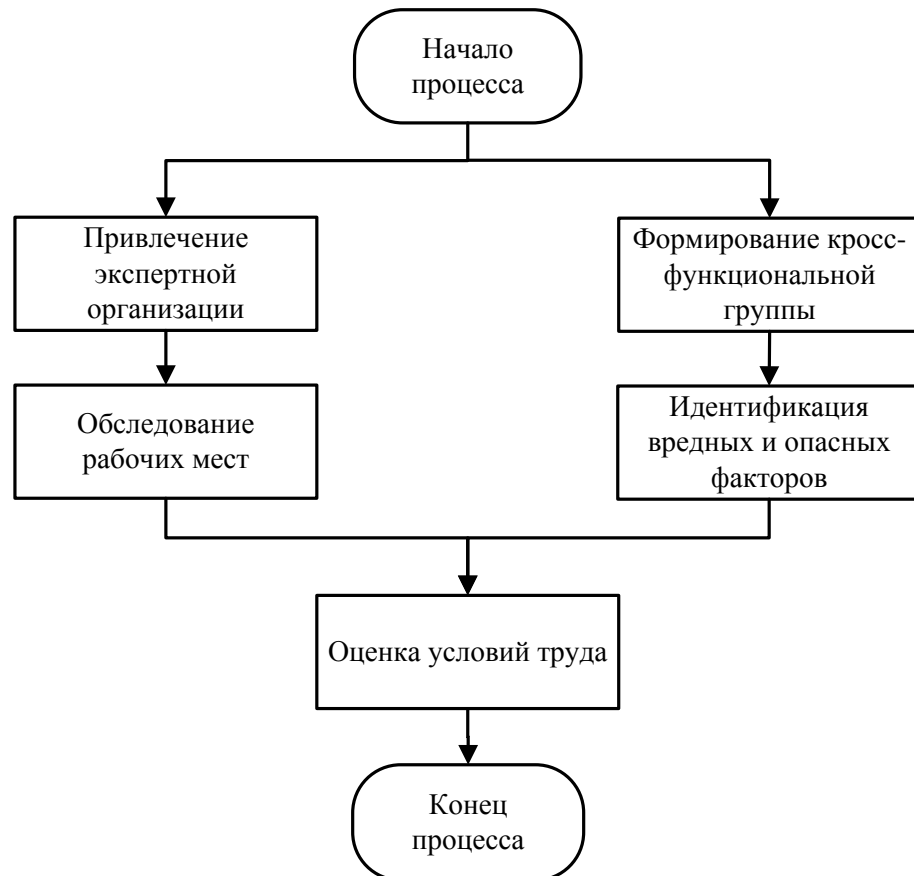 Начало
процесса
Привлечение
экспертной
организации
Формирование кросс-
функциональной
группы
Обследование
рабочих мест
Идентификация
вредных и опасных
факторов
Оценка условий труда
Конец
процесса